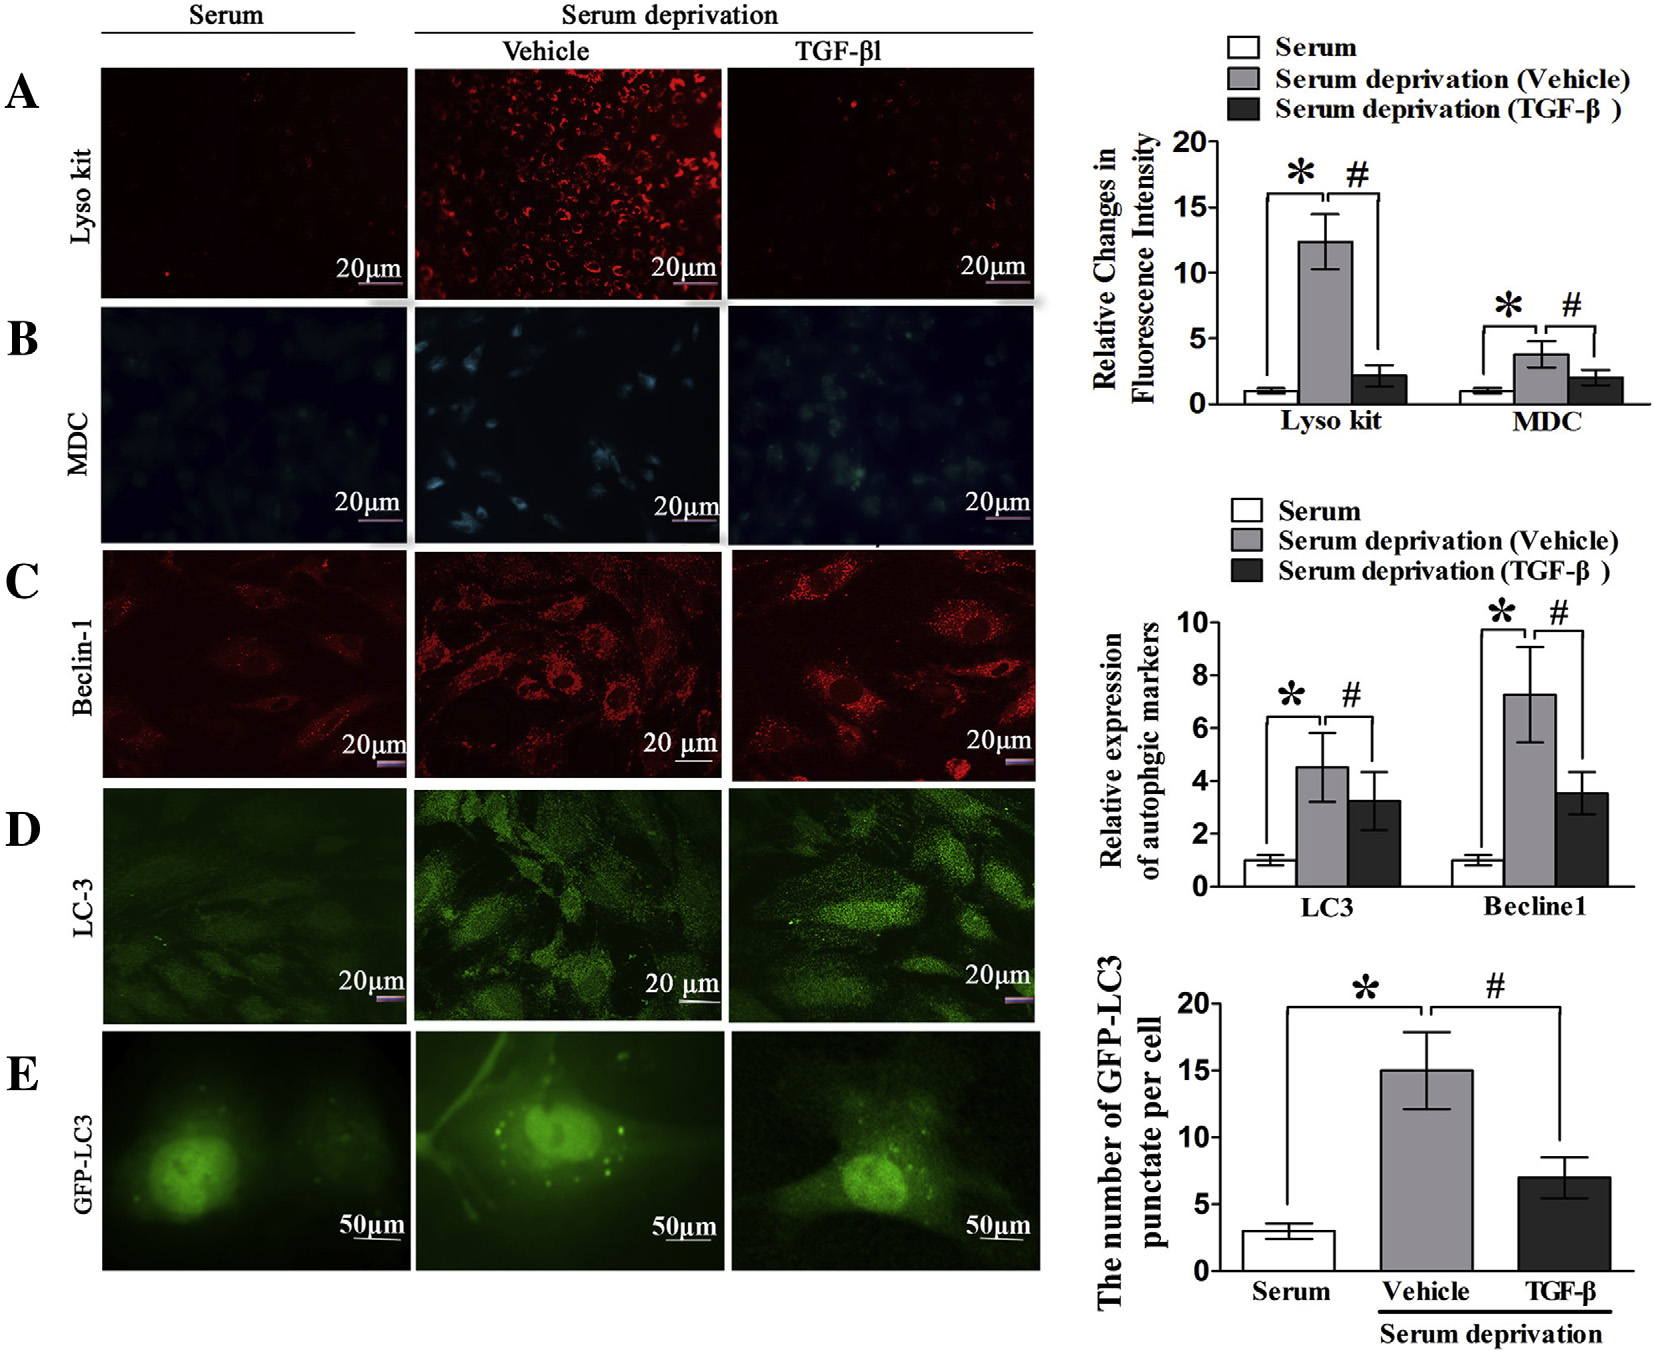 Serum
Serum deprivation
Vehicle
TGF-βl
A
Lyso kit
20μm
20μm
20μm
B
MDC
20μm
20μm
20μm
C
Beclin-1
20μm
20 μm
20μm
D
LC-3
20μm
20 μm
20μm
E
GFP-LC3
50μm
50μm
50μm
Serum
Serum deprivation (Vehicle)
Serum deprivation (TGF-β )
Relative Changes in
Fluorescence Intensity
20
15
10
5
0
*
#
*
#
Lyso kit
MDC
Serum
Serum deprivation (Vehicle)
Serum deprivation (TGF-β )
Relative expression
of autophgic markers
10
8
6
4
2
0
*
#
*
#
LC3
Becline1
The number of GFP-LC3
punctate per cell
20
15
10
5
0
*
#
Serum
Vehicle
TGF-β
Serum deprivation